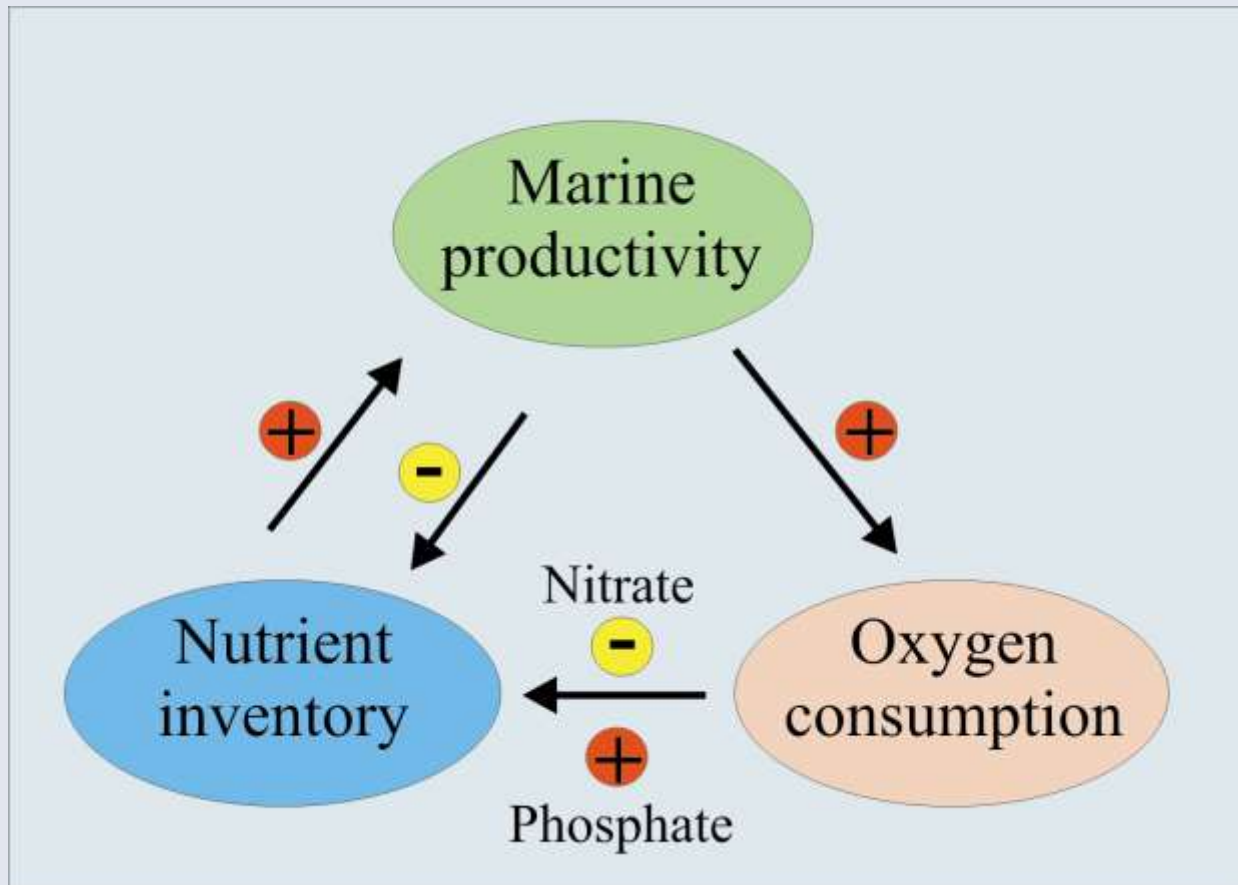 Marine
productivity
+
-
+
Nitrate
-
Nutrient
inventory
Oxygen
consumption
+
Phosphate